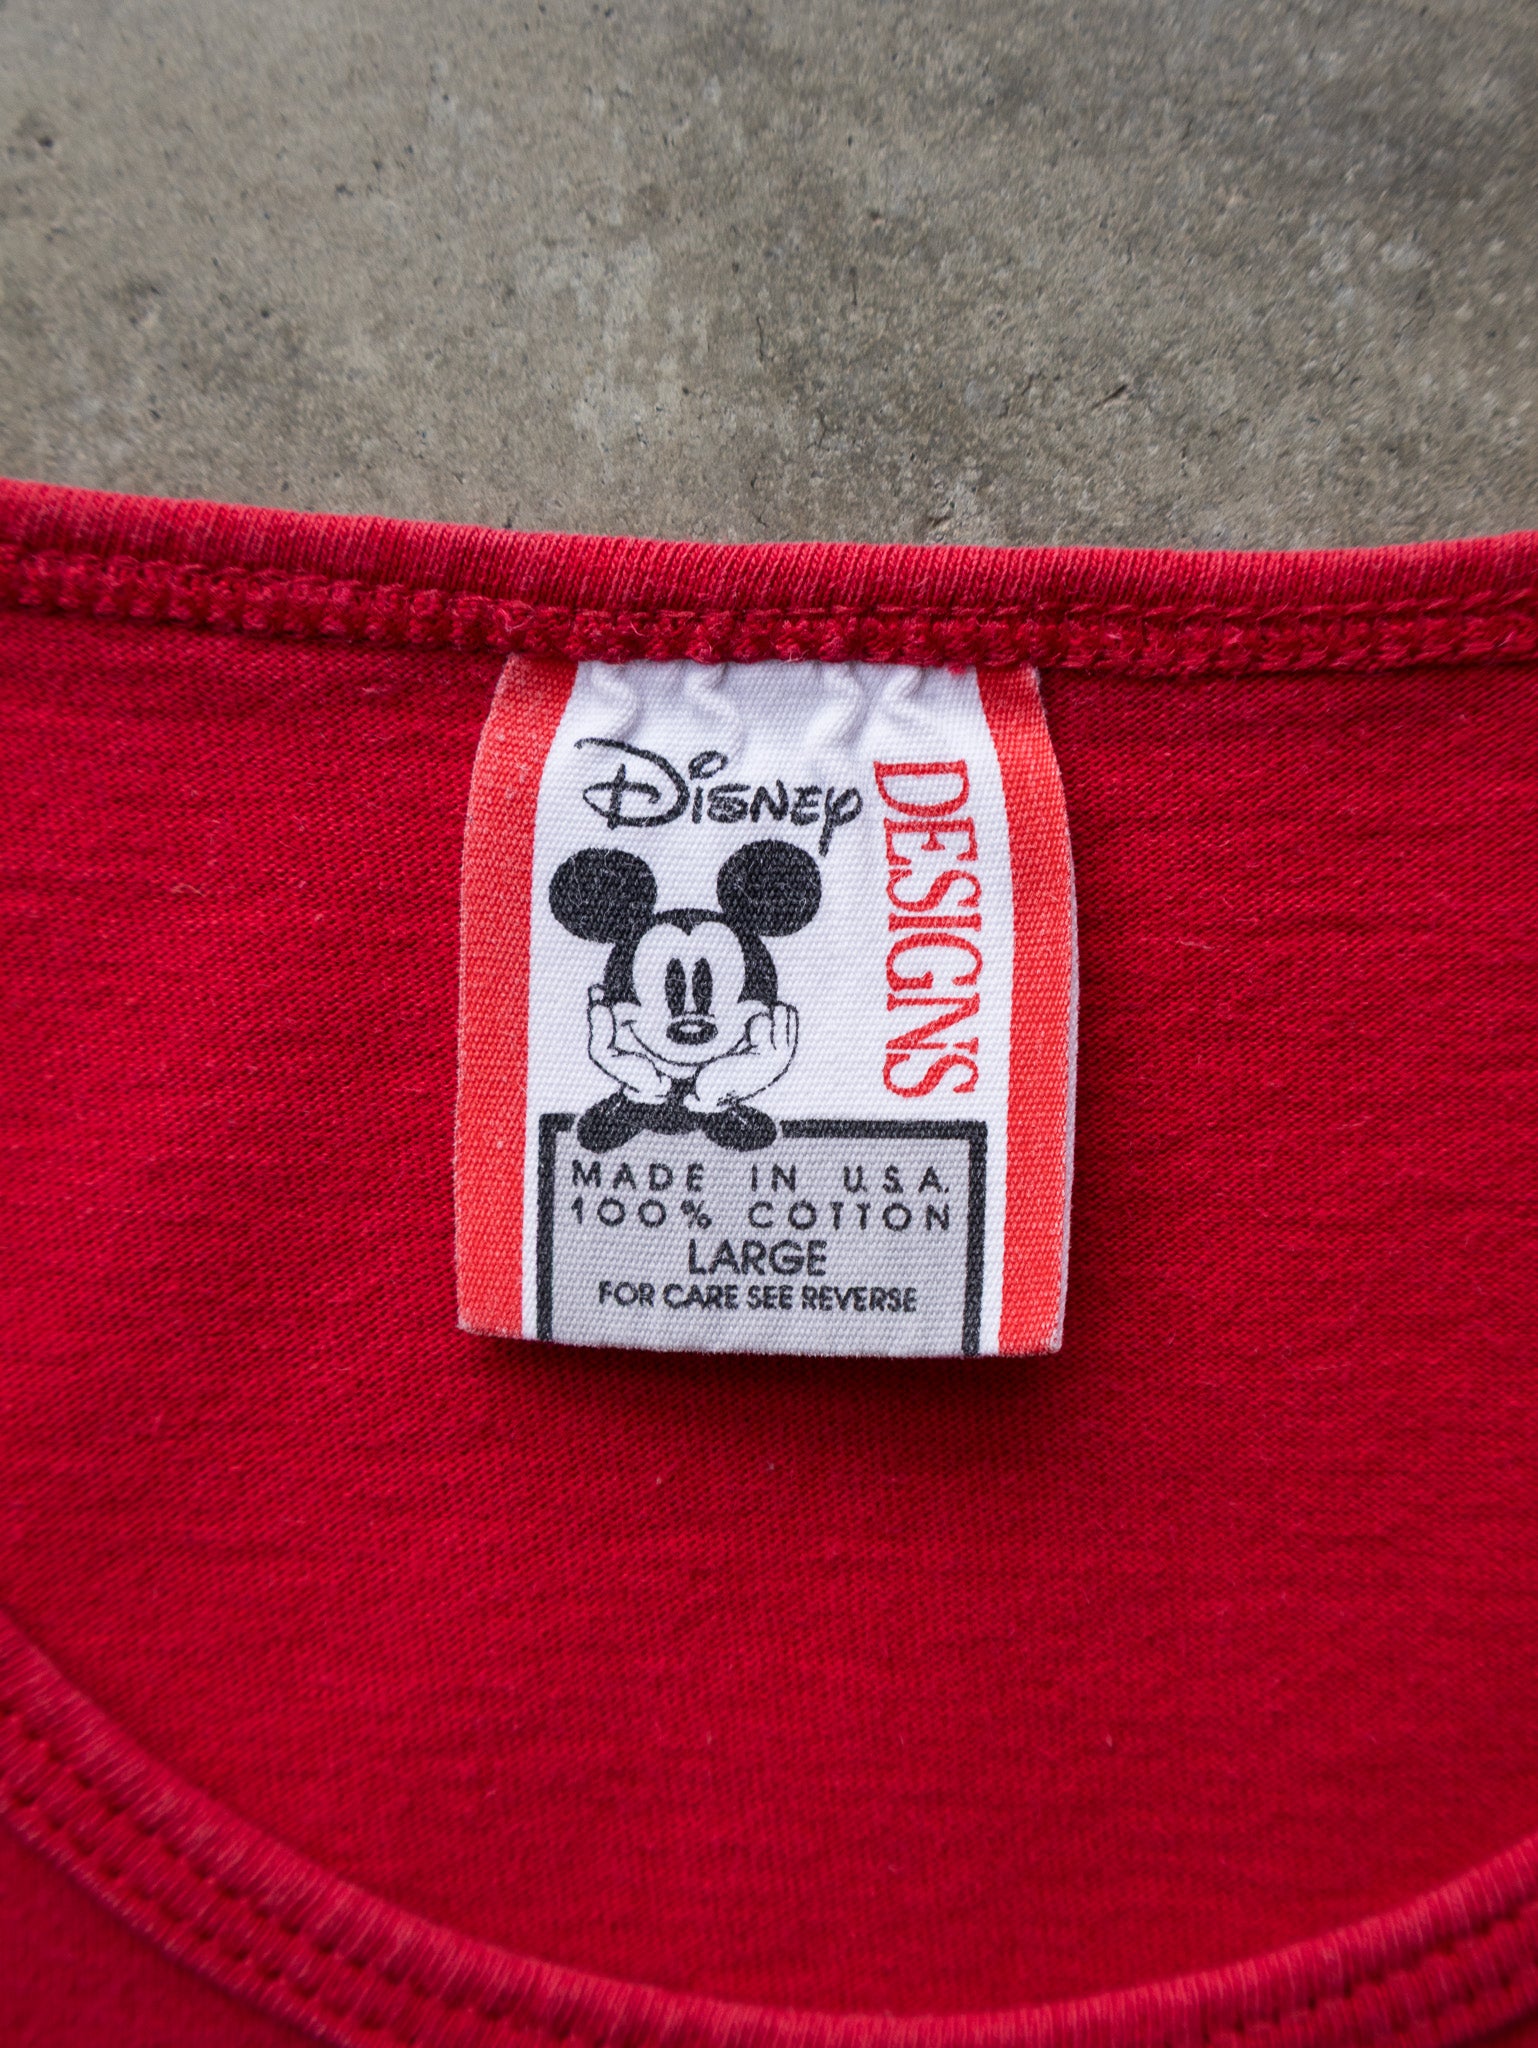 Disney
DESIGNS
MADE IN U.S.A.
100% COTTON
LARGE
FOR CARE SEE REVERSE